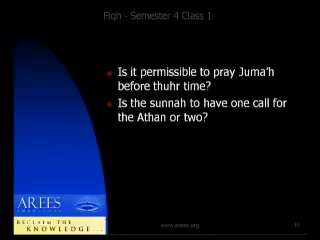 Fiqh - Semester 4 Class 1
Is it permissible to pray Juma'h
before thuhr time?
Is the sunnah to have one call for
the Athan or two?
AREES
RECLAIM THE
KNOWLEDGE...
www.arees.org
10